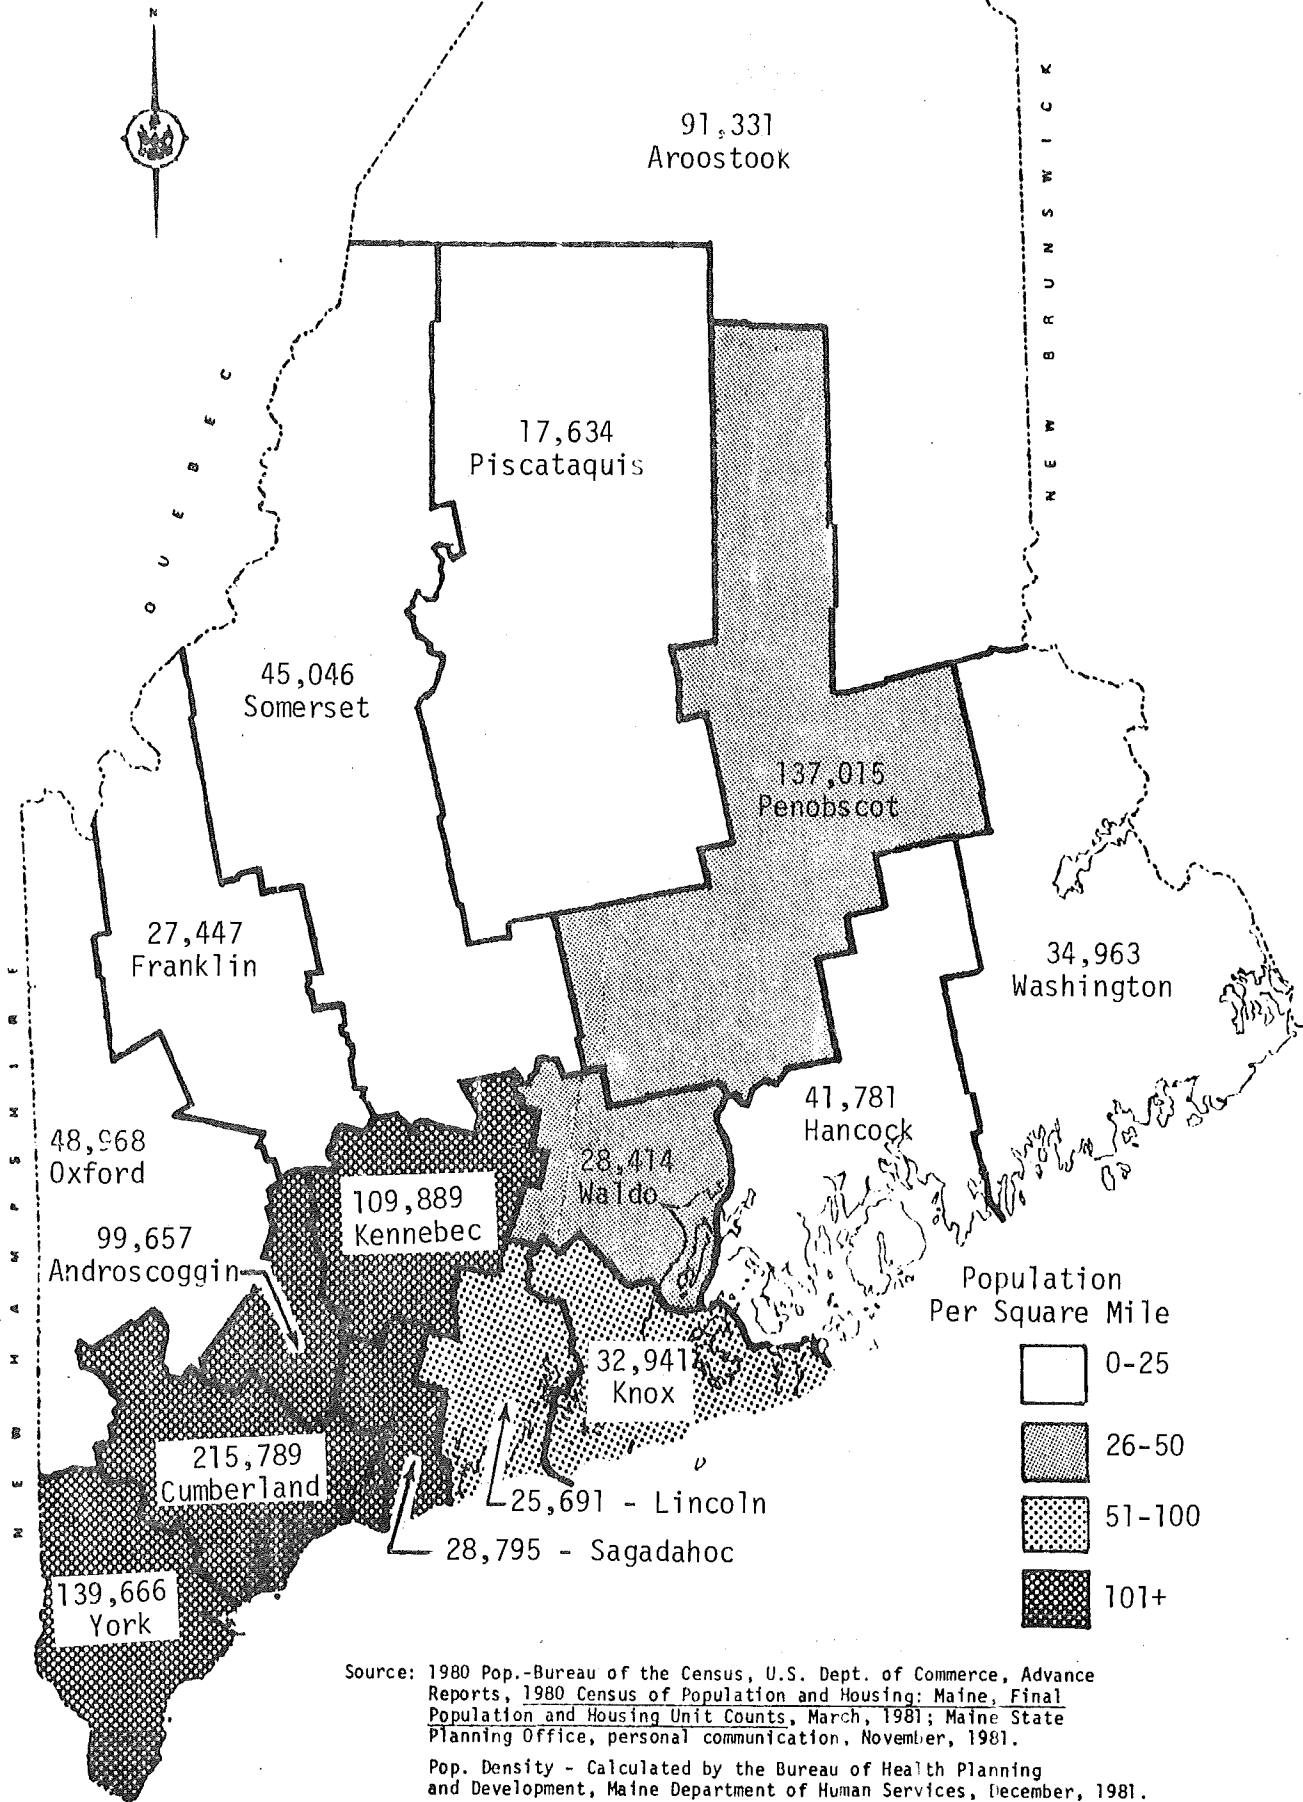 N
91,331
Aroostook
NEW BRUNSWICK
QUEBEC
17,634
Piscataquis
45,046
Somerset
137,015
Penobscot
27,447
Franklin
34,963
Washington
NEW HAMPSHIRE
41,781
Hancock
48,968
Oxford
28,414
Waldo
109,889
Kennebec
99,657
Androscoggin
Population
Per Square Mile
0-25
32,941
Knox
26-50
215,789
Cumberland
25,691 - Lincoln
51-100
28,795 - Sagadahoc
139,666
York
101+
Source: 1980 Pop.-Bureau of the Census, U.S. Dept. of Commerce, Advance
Reports, 1980 Census of Population and Housing: Maine, Final
Population and Housing Unit Counts, March, 1981; Maine State
Planning Office, personal communication, November, 1981.
Pop. Density - Calculated by the Bureau of Health Planning
and Development, Maine Department of Human Services, December, 1981.